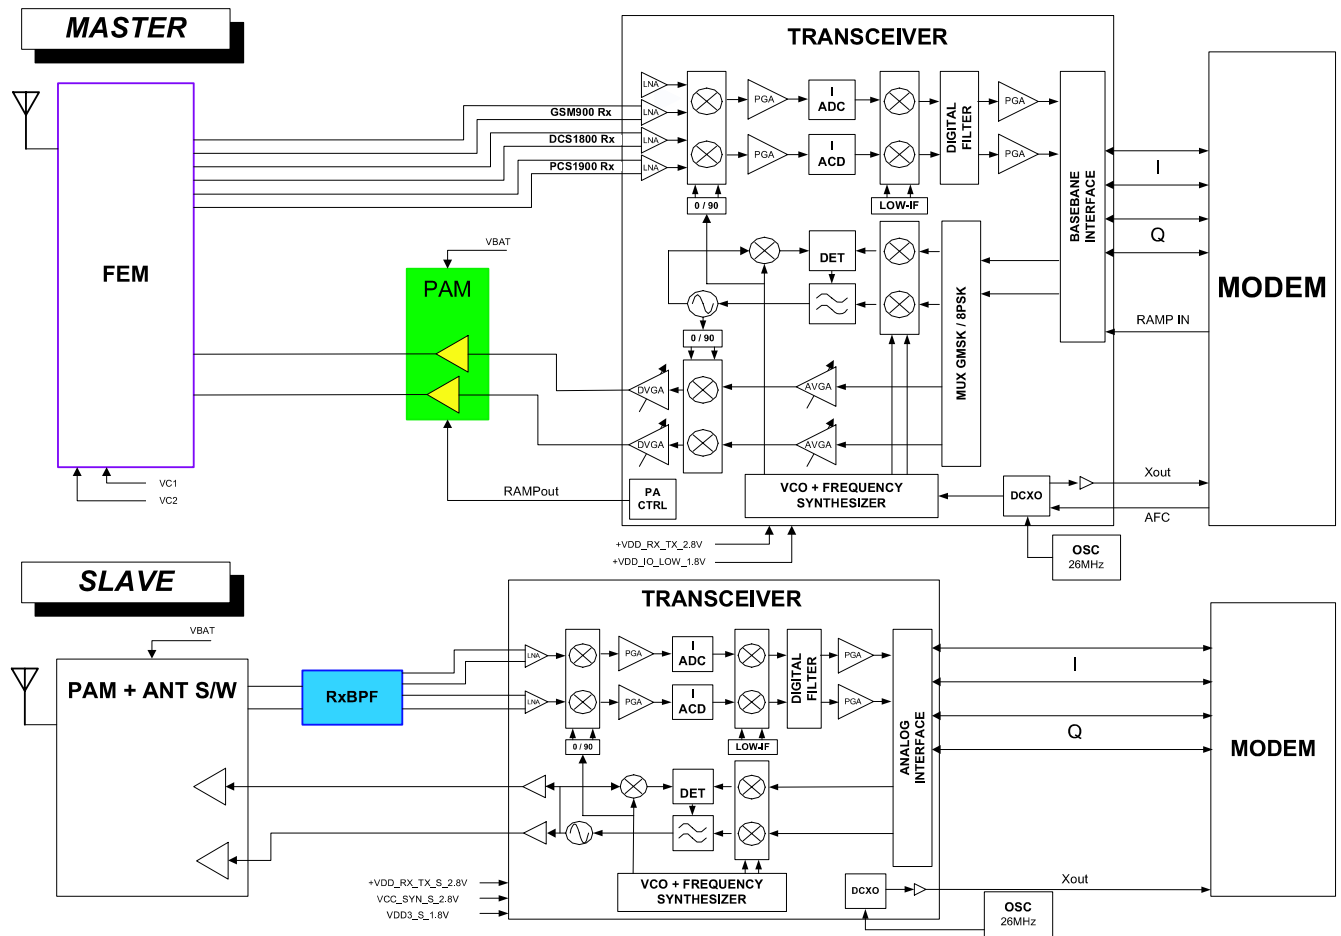 MASTER
TRANSCEIVER
LNA
GSM900 Rx
LNA
DCS1800 Rx
LNA
PCS1900 Rx
LNA
PGA
PGA
I
ADC
I
ACD
DIGITAL
FILTER
PGA
PGA
BASEBANE
INTERFACE
I
Q
MODEM
0 / 90
LOW-IF
FEM
VBAT
PAM
DET
MUX GMSK / 8PSK
RAMP IN
0 / 90
DVGA
AVGA
DVGA
AVGA
VC1
VC2
RAMPout
PA
CTRL
VCO + FREQUENCY
SYNTHESIZER
DCXO
Xout
AFC
+VDD_RX_TX_2.8V
+VDD_IO_LOW_1.8V
OSC
26MHz
SLAVE
TRANSCEIVER
VBAT
PAM + ANT S/W
RxBPF
LNA
LNA
PGA
PGA
I
ADC
I
ACD
DIGITAL
FILTER
PGA
PGA
ANALOG
INTERFACE
I
Q
MODEM
0 / 90
LOW-IF
DET
+VDD_RX_TX_S_2.8V
VCC_SYN_S_2.8V
VDD3_S_1.8V
VCO + FREQUENCY
SYNTHESIZER
DCXO
Xout
OSC
26MHz